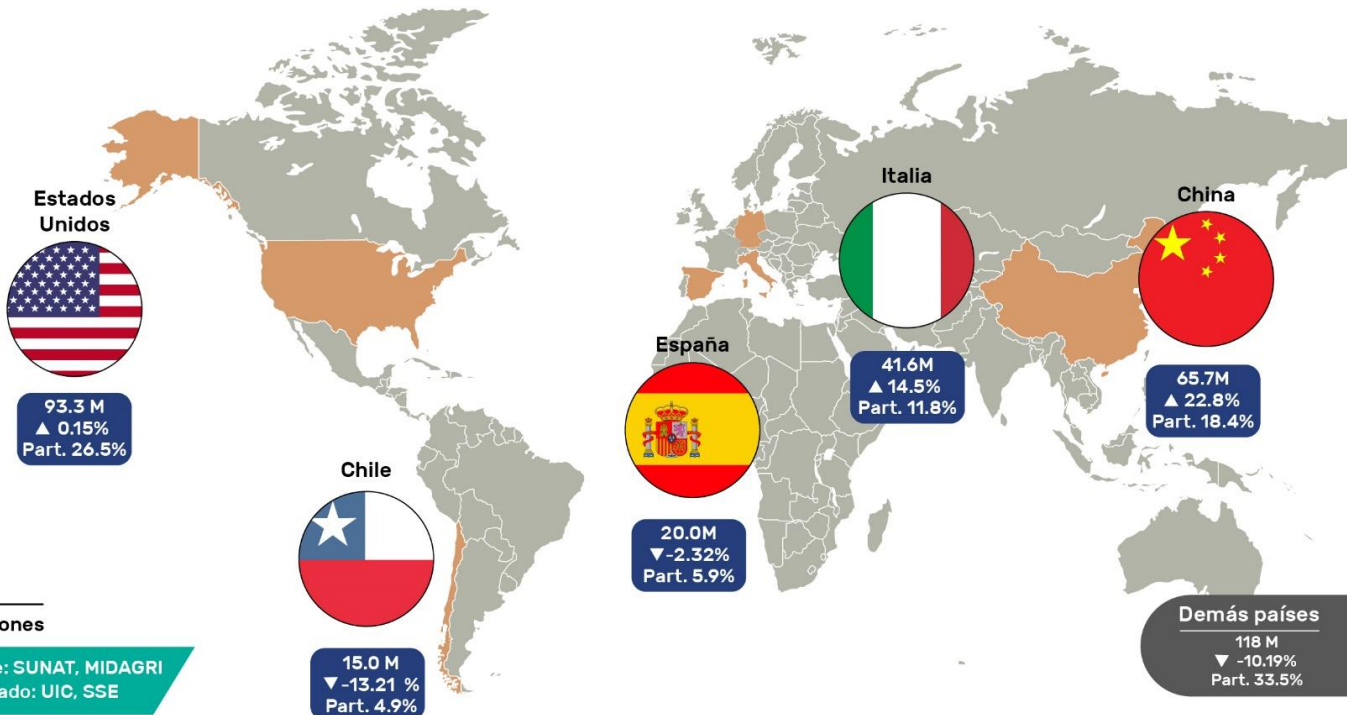 Estados
Unidos
93.3 M
▲ 0.15%
Part. 26.5%
Chile
15.0 M
▼-13.21 %
Part. 4.9%
España
20.0M
▼-2.32%
Part. 5.9%
Italia
41.6M
▲ 14.5%
Part. 11.8%
China
65.7M
▲ 22.8%
Part. 18.4%
Demás países
118 M
▼ -10.19%
Part. 33.5%
ones
e: SUNAT, MIDAGRI
ado: UIC, SSE